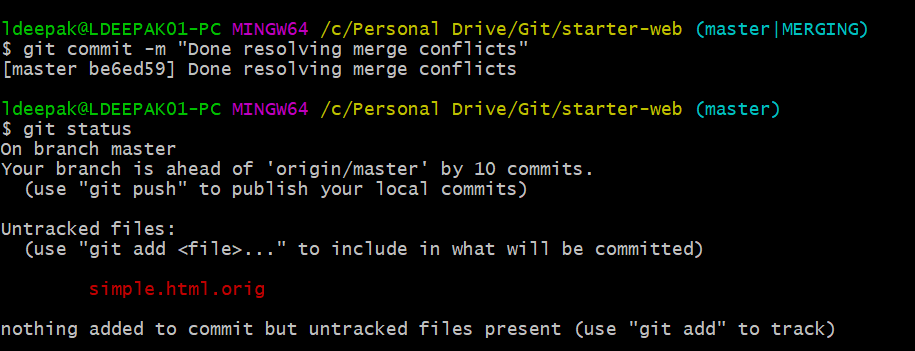 ldeepak@LDEEPAK01-PC MINGW64 /c/Personal Drive/Git/starter-web (master|MERGING)
$ git commit -m "Done resolving merge conflicts"
[master be6ed59] Done resolving merge conflicts
ldeepak@LDEEPAK01-PC MINGW64 /c/Personal Drive/Git/starter-web (master)
$ git status
On branch master
Your branch is ahead of 'origin/master' by 10 commits.
  (use "git push" to publish your local commits)
Untracked files:
  (use "git add <file>..." to include in what will be committed)
        simple.html.orig
nothing added to commit but untracked files present (use "git add" to track)